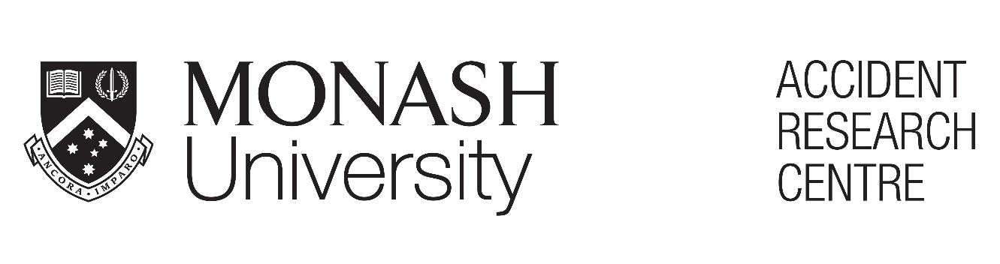 MONASH
University
ANCORA · IMPARO
ACCIDENT
RESEARCH
CENTRE